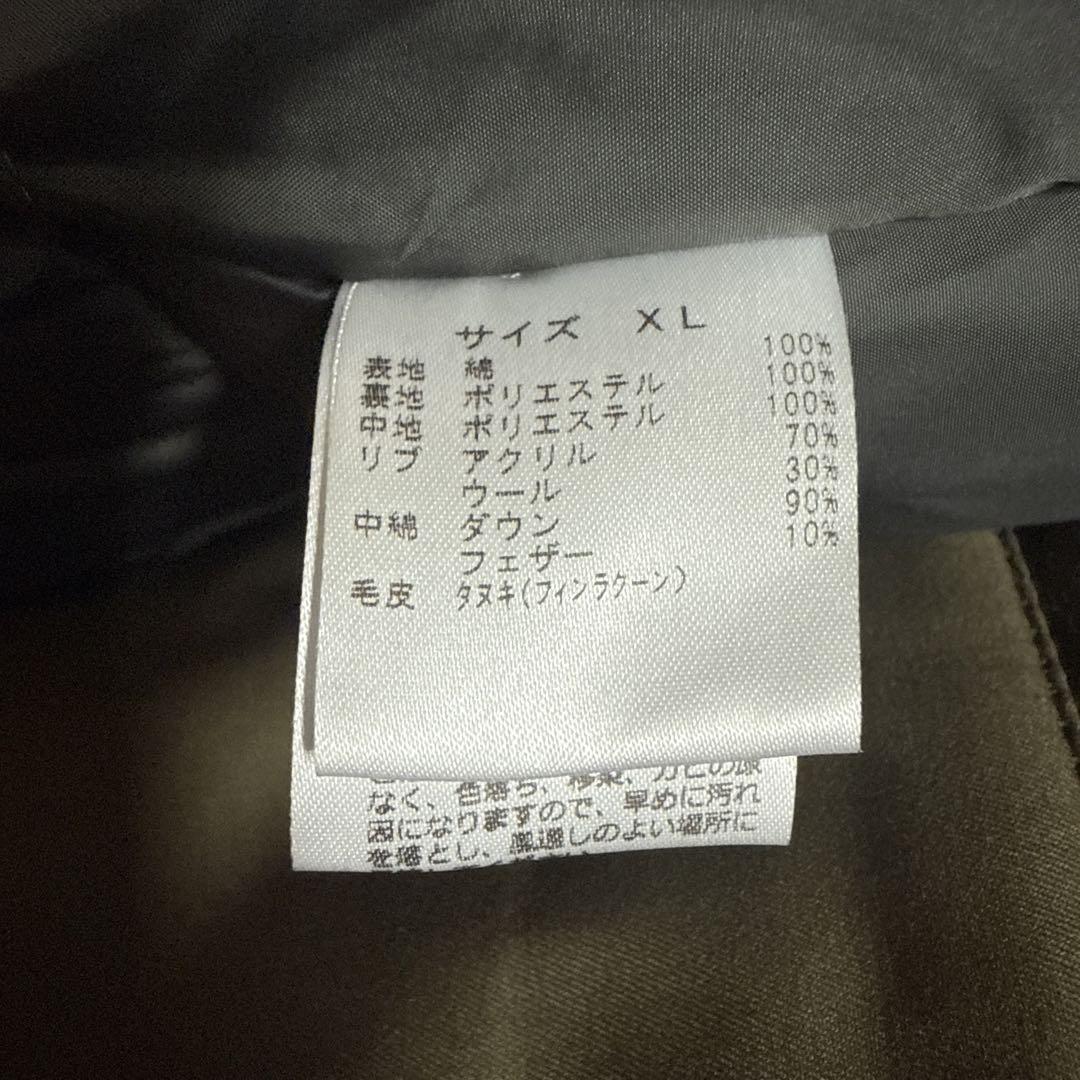 サイズ XL
表地 綿 100%
裏地 ポリエステル 100%
中地 ポリエステル 100%
リブ アクリル 70%
ウール 30%
中綿 ダウン 90%
フェザー 10%
毛皮 タヌキ(フィンラクーン)
色落ち、移染、カビの原
なく、
因になりますので、早めに汚れ
を落とし、風通しのよい場所に